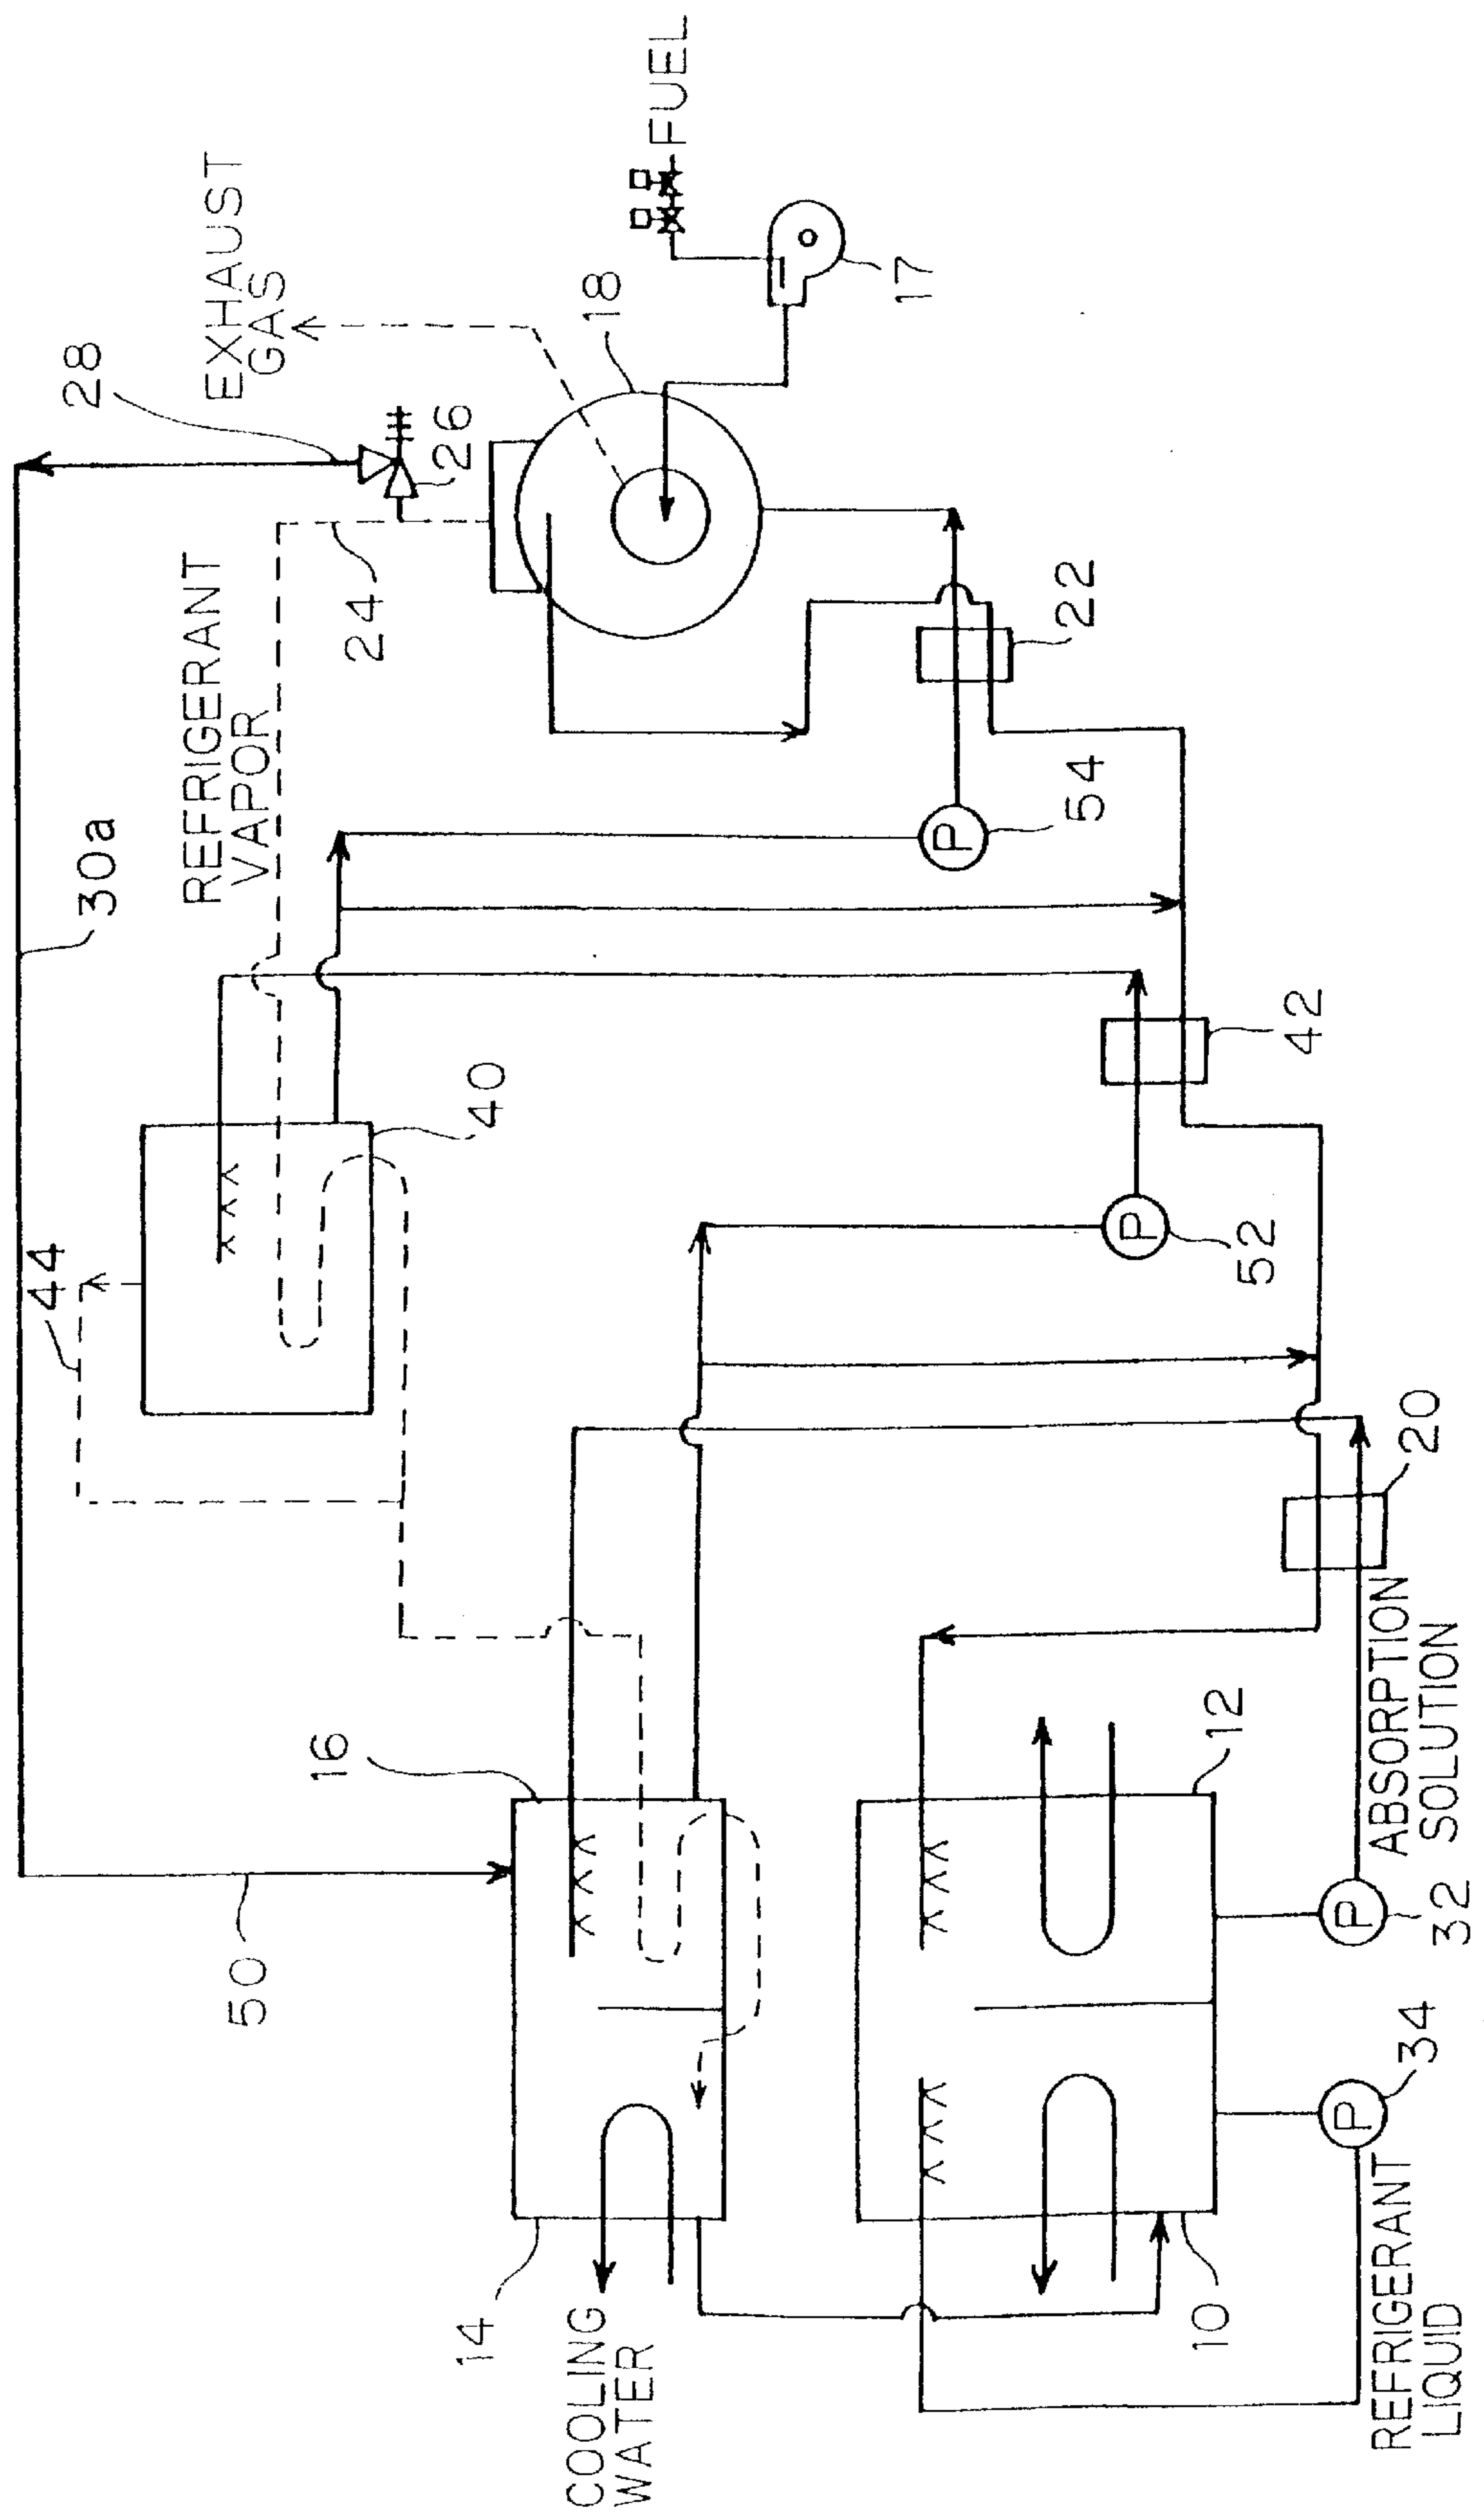 30a
28
EXHAUST
GAS
REFRIGERANT
VAPOR
44
50
24
26
18
FUEL
17
40
16
14
COOLING
WATER
22
54
42
52
12
20
10
ABSORPTION
SOLUTION
P
P
P
P
32
34
REFRIGERANT
LIQUID